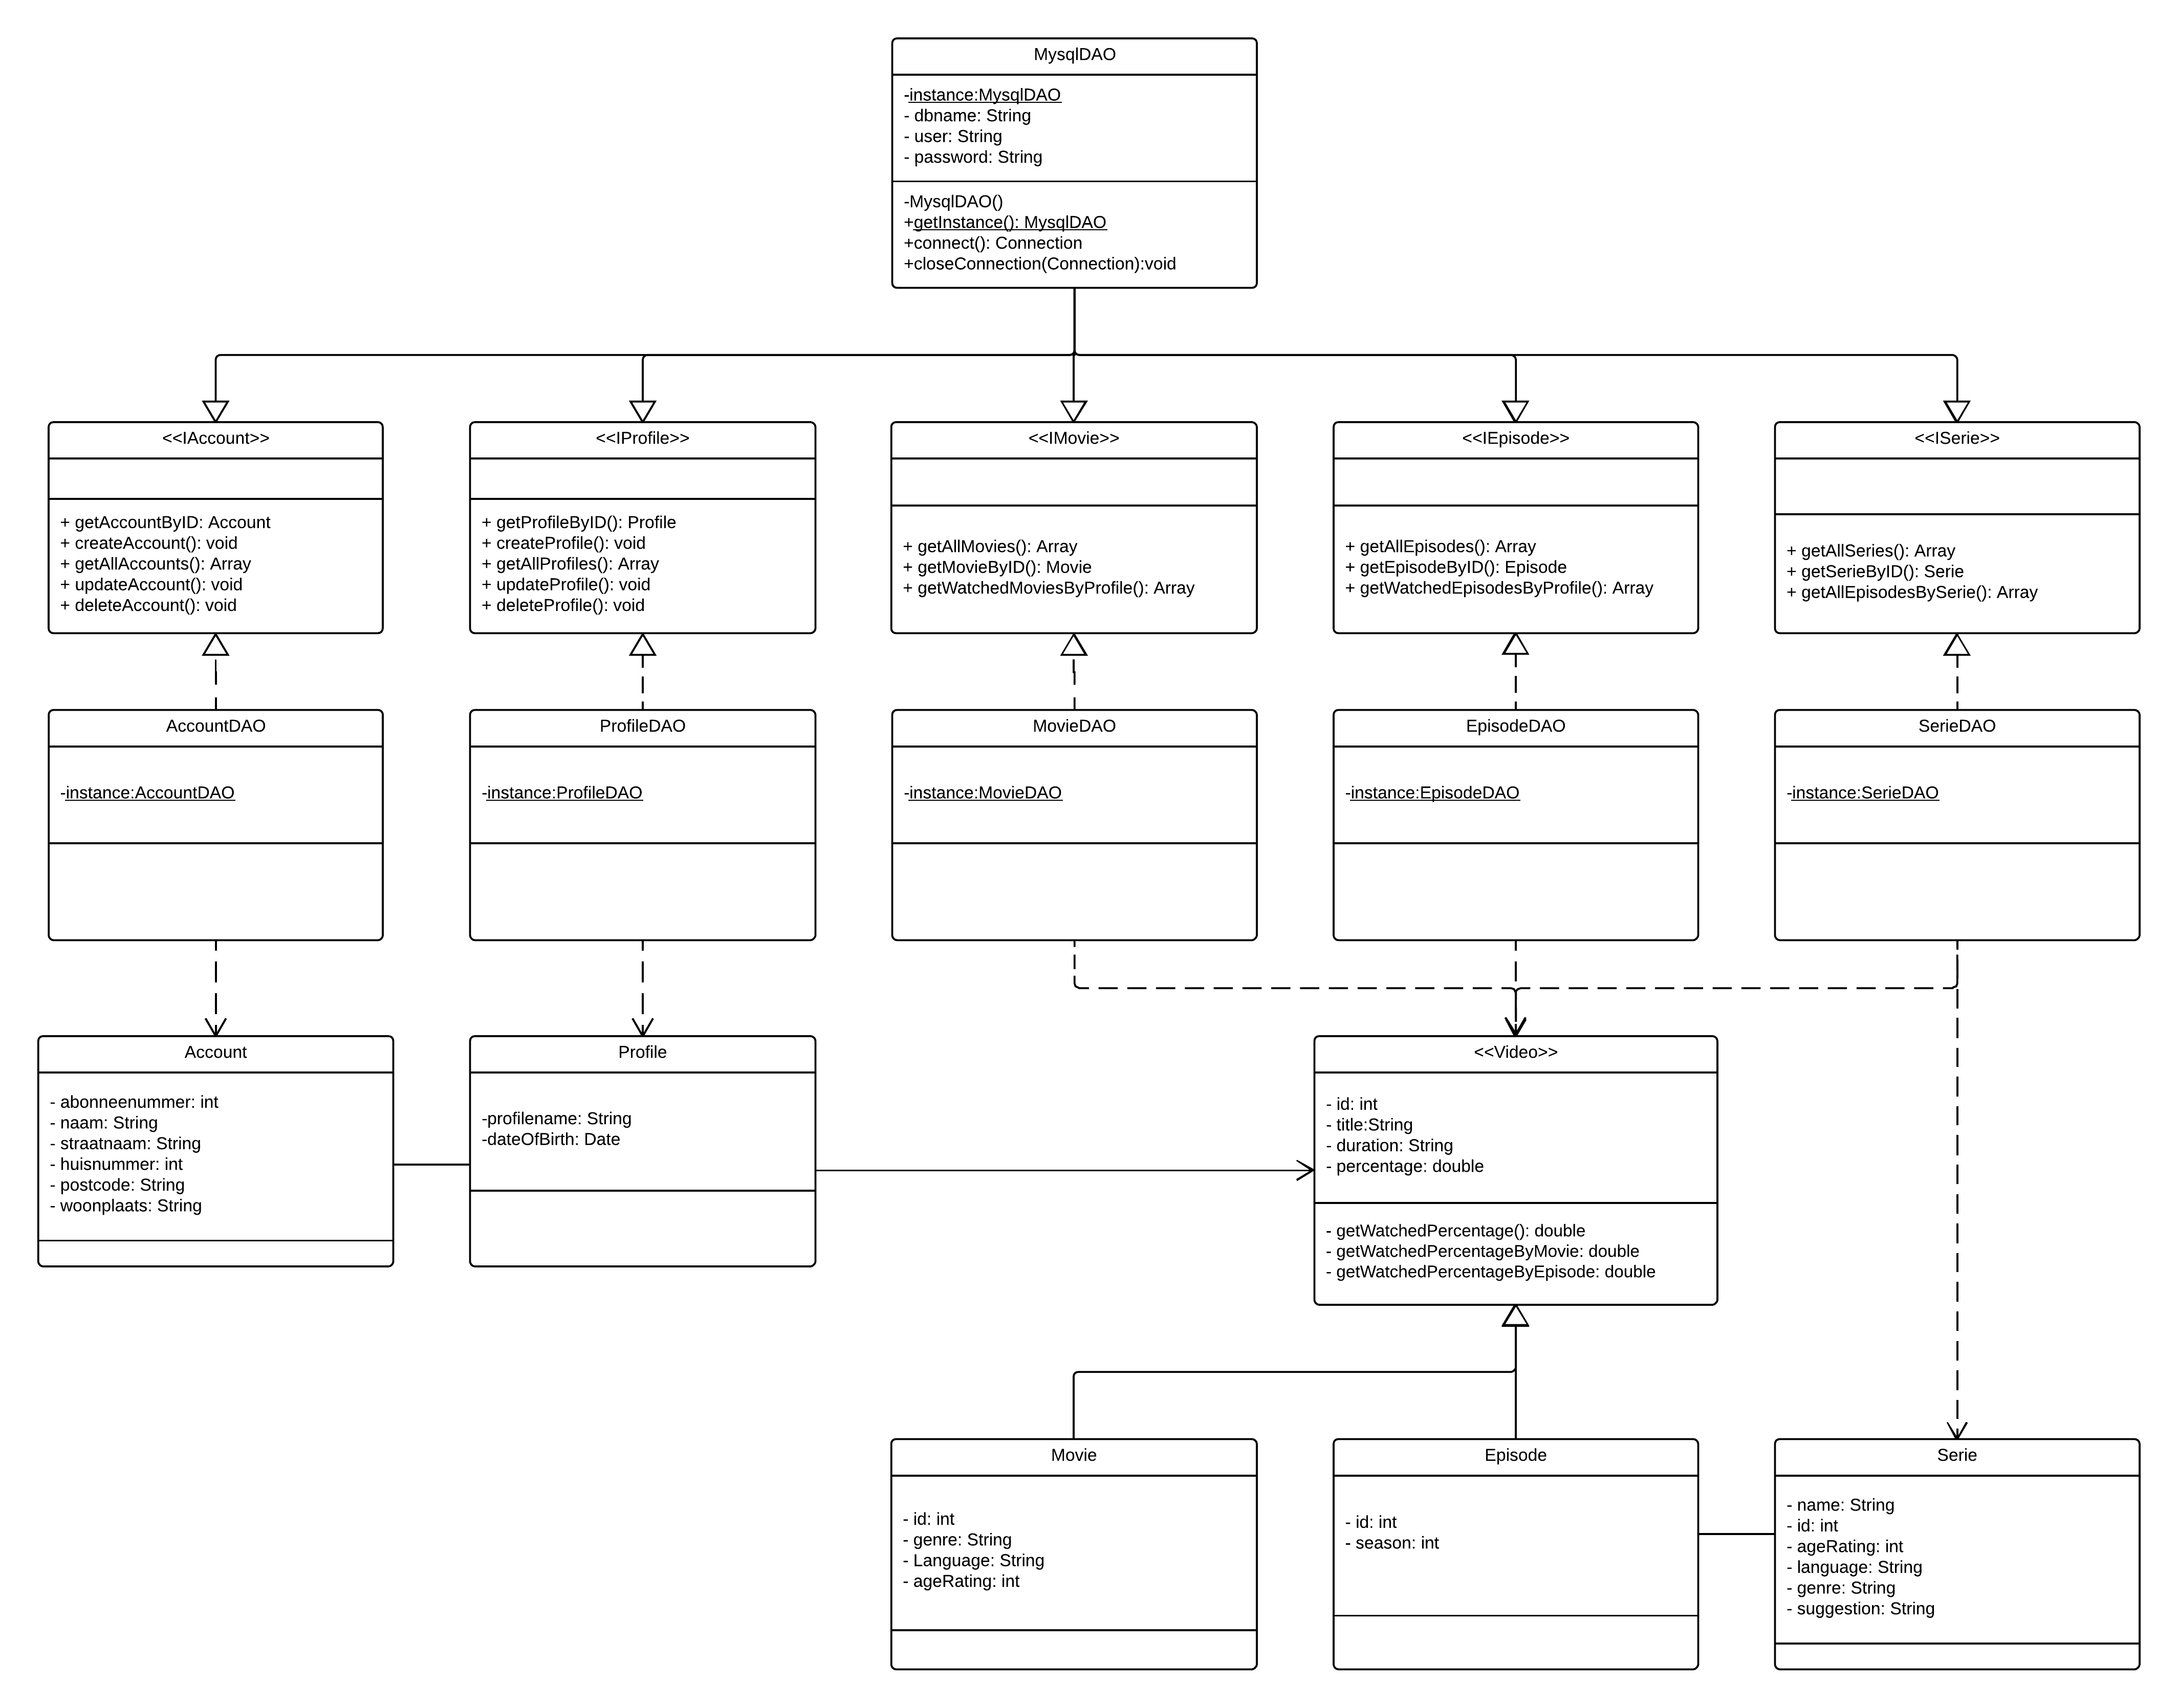 MysqlDAO
-instance:MysqlDAO
- dbname: String
- user: String
- password: String
-MysqlDAO()
+getInstance(): MysqlDAO
+connect(): Connection
+closeConnection(Connection):void
<<IAccount>>
+ getAccountByID: Account
+ createAccount(): void
+ getAllAccounts(): Array
+ updateAccount(): void
+ deleteAccount(): void
<<IProfile>>
+ getProfileByID(): Profile
+ createProfile(): void
+ getAllProfiles(): Array
+ updateProfile(): void
+ deleteProfile(): void
<<IMovie>>
+ getAllMovies(): Array
+ getMovieByID(): Movie
+ getWatchedMoviesByProfile(): Array
<<IEpisode>>
+ getAllEpisodes(): Array
+ getEpisodeByID(): Episode
+ getWatchedEpisodesByProfile(): Array
<<ISerie>>
+ getAllSeries(): Array
+ getSerieByID(): Serie
+ getAllEpisodesBySerie(): Array
AccountDAO
-instance:AccountDAO
ProfileDAO
-instance:ProfileDAO
MovieDAO
-instance:MovieDAO
EpisodeDAO
-instance:EpisodeDAO
SerieDAO
-instance:SerieDAO
Account
- abonneenummer: int
- naam: String
- straatnaam: String
- huisnummer: int
- postcode: String
- woonplaats: String
Profile
-profilename: String
-dateOfBirth: Date
<<Video>>
- id: int
- title:String
- duration: String
- percentage: double
- getWatchedPercentage(): double
- getWatchedPercentageByMovie: double
- getWatchedPercentageByEpisode: double
Movie
- id: int
- genre: String
- Language: String
- ageRating: int
Episode
- id: int
- season: int
Serie
- name: String
- id: int
- ageRating: int
- language: String
- genre: String
- suggestion: String